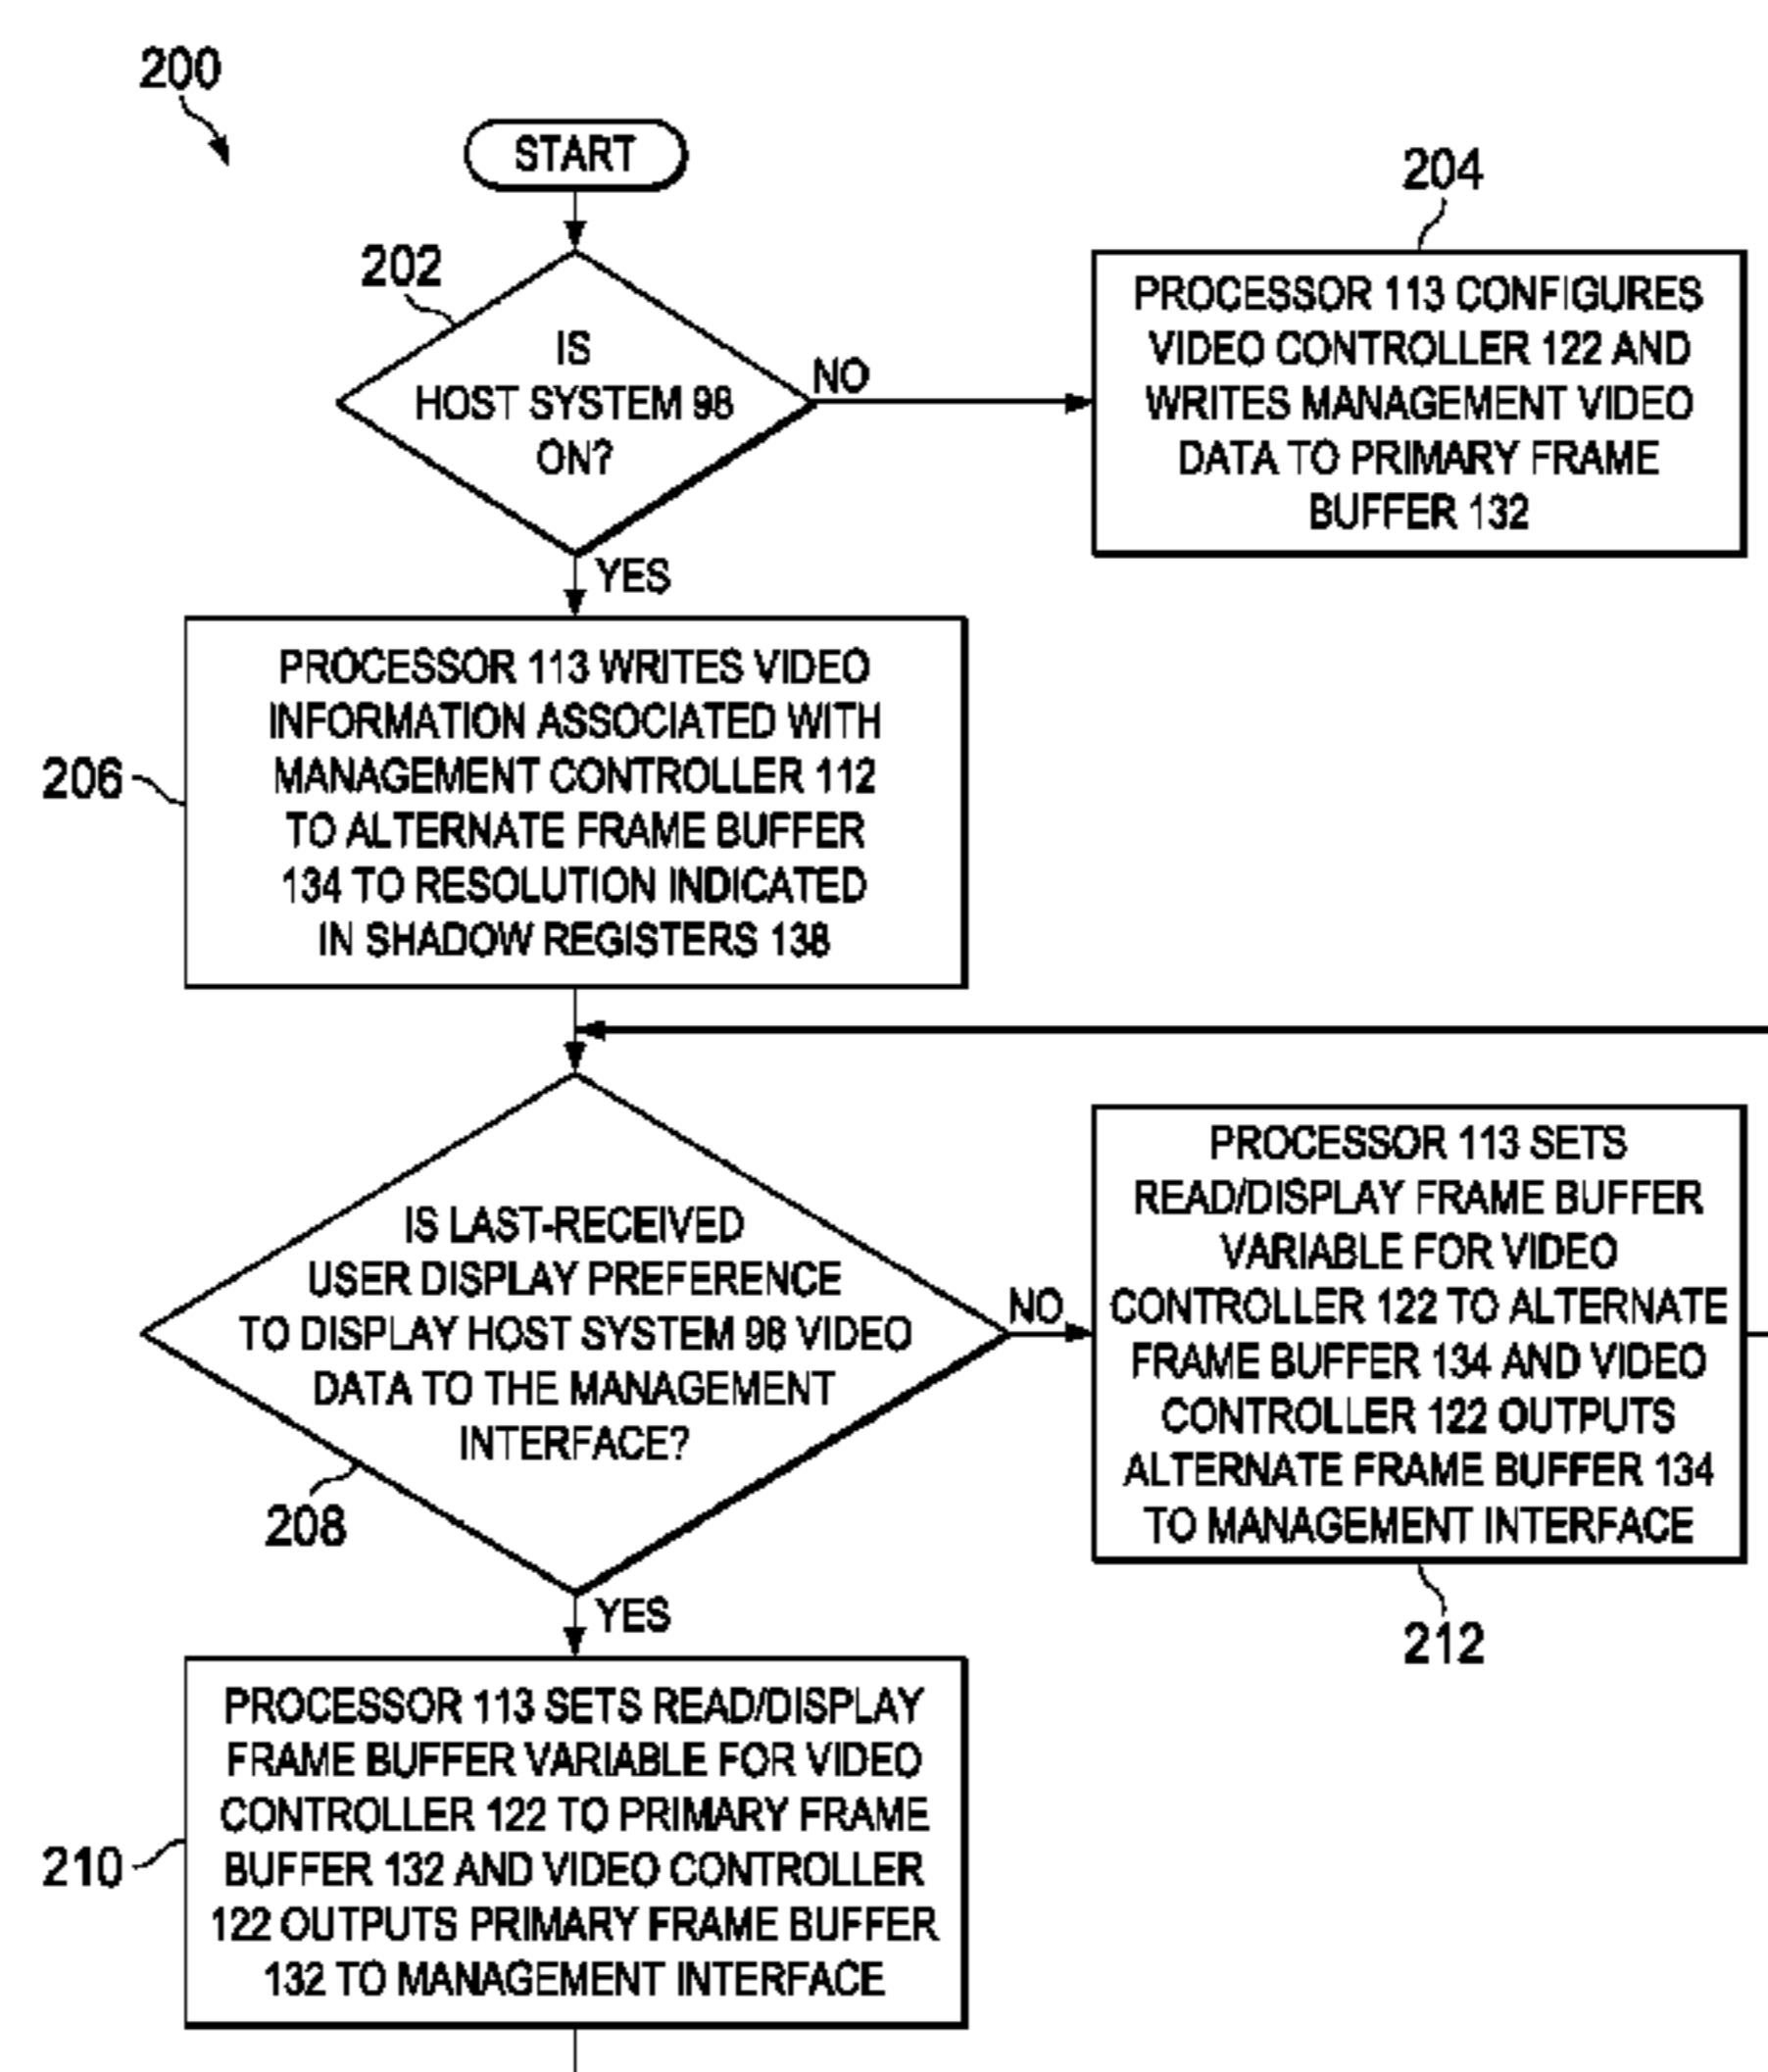 200
START
204
202
IS
HOST SYSTEM 98
ON?
NO
PROCESSOR 113 CONFIGURES
VIDEO CONTROLLER 122 AND
WRITES MANAGEMENT VIDEO
DATA TO PRIMARY FRAME
BUFFER 132
YES
PROCESSOR 113 WRITES VIDEO
INFORMATION ASSOCIATED WITH
MANAGEMENT CONTROLLER 112
TO ALTERNATE FRAME BUFFER
134 TO RESOLUTION INDICATED
IN SHADOW REGISTERS 138
206
IS LAST-RECEIVED
USER DISPLAY PREFERENCE
TO DISPLAY HOST SYSTEM 98 VIDEO
DATA TO THE MANAGEMENT
INTERFACE?
208
NO
PROCESSOR 113 SETS
READ/DISPLAY FRAME BUFFER
VARIABLE FOR VIDEO
CONTROLLER 122 TO ALTERNATE
FRAME BUFFER 134 AND VIDEO
CONTROLLER 122 OUTPUTS
ALTERNATE FRAME BUFFER 134
TO MANAGEMENT INTERFACE
212
YES
PROCESSOR 113 SETS READ/DISPLAY
FRAME BUFFER VARIABLE FOR VIDEO
CONTROLLER 122 TO PRIMARY FRAME
BUFFER 132 AND VIDEO CONTROLLER
122 OUTPUTS PRIMARY FRAME BUFFER
132 TO MANAGEMENT INTERFACE
210